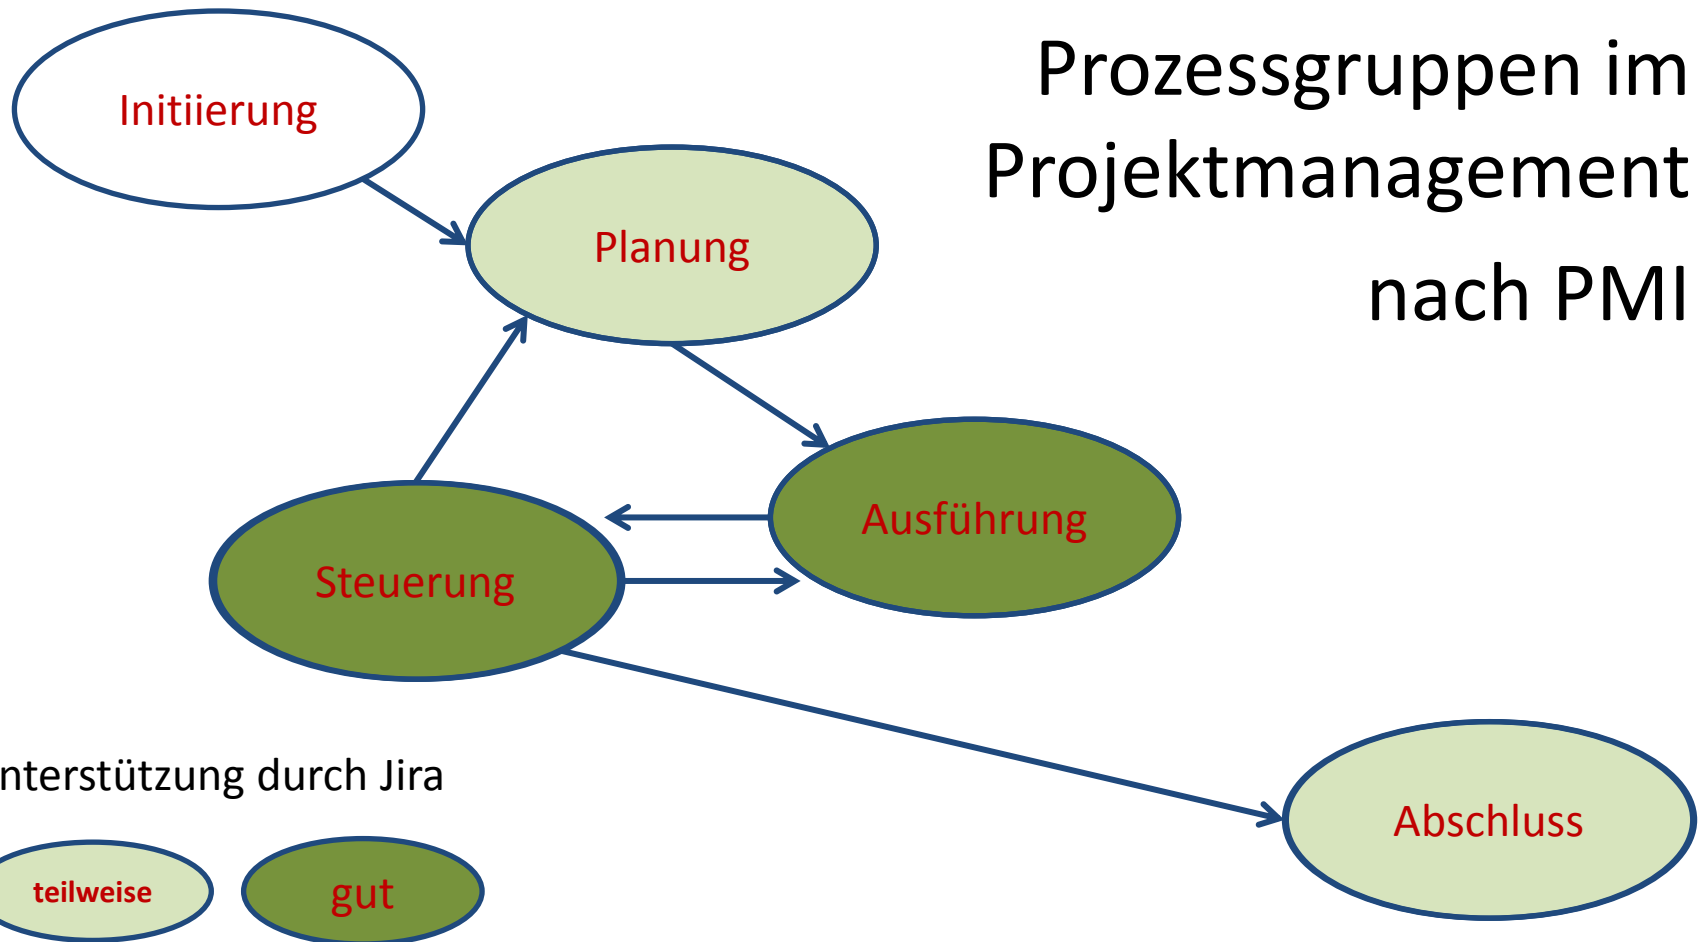 Prozessgruppen im
Projektmanagement
nach PMI
Initiierung
Planung
Ausführung
Steuerung
Abschluss
nterstützung durch Jira
teilweise
gut